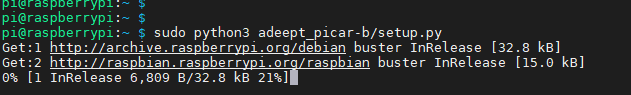 pi@raspberrypi:~ $
pi@raspberrypi:~ $
pi@raspberrypi:~ $ sudo python3 adeept_picar-b/setup.py
Get:1 http://archive.raspberrypi.org/debian buster InRelease [32.8 kB]
Get:2 http://raspbian.raspberrypi.org/raspbian buster InRelease [15.0 kB]
0% [1 InRelease 6,809 B/32.8 kB 21%]